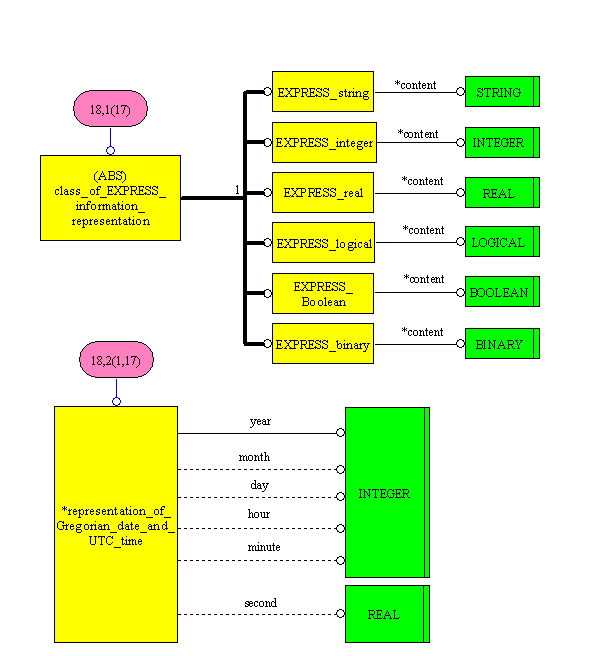 18,1(17)
(ABS)
class_of_EXPRESS_
information_
representation
1
EXPRESS_string
*content
STRING
EXPRESS_integer
*content
INTEGER
EXPRESS_real
*content
REAL
EXPRESS_logical
*content
LOGICAL
EXPRESS_
Boolean
*content
BOOLEAN
EXPRESS_binary
*content
BINARY
18,2(1,17)
*representation_of_
Gregorian_date_and_
UTC_time
year
month
day
hour
minute
INTEGER
second
REAL